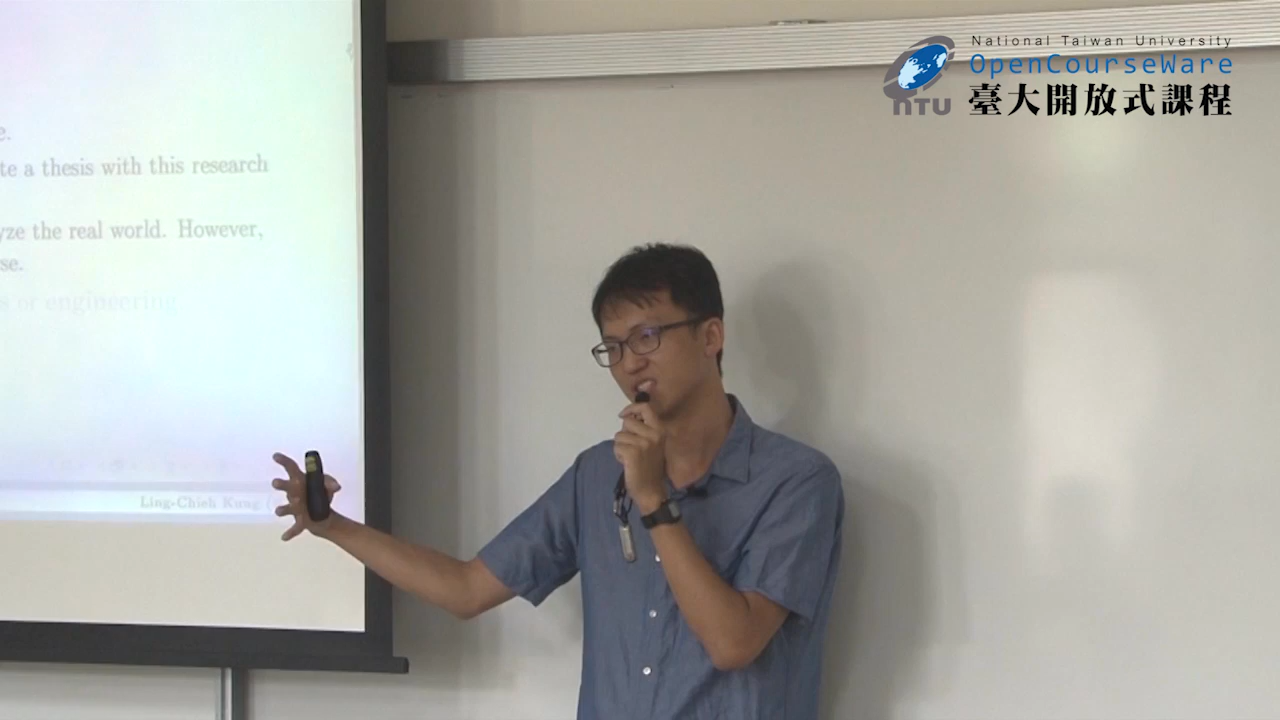 National Taiwan University
OpenCourseWare
臺大開放式課程
NTU
e.
te a thesis with this research
yze the real world. However,
se.
s or engineering
Ling-Chieh Kung (